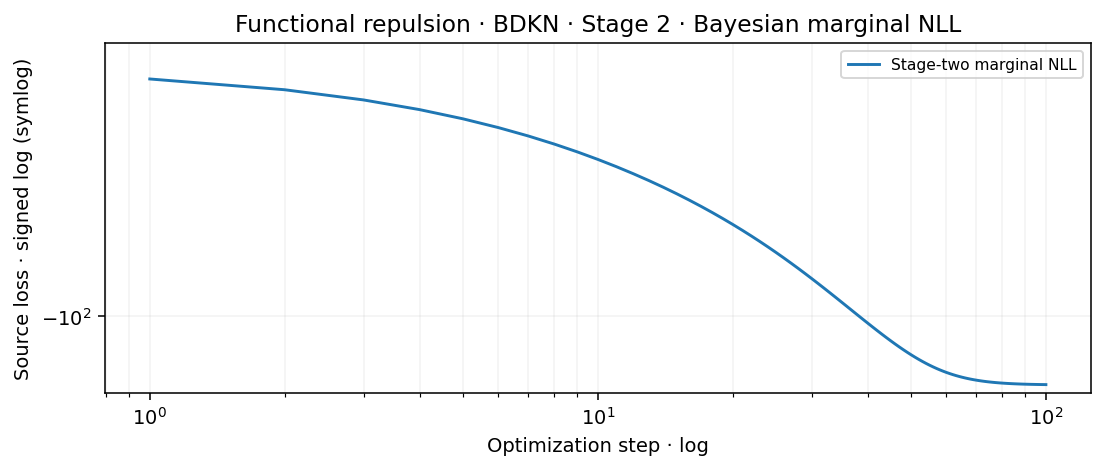 Functional repulsion · BDKN · Stage 2 · Bayesian marginal NLL
Stage-two marginal NLL
Source loss · signed log (symlog)
−10²
10⁰
10¹
10²
Optimization step · log